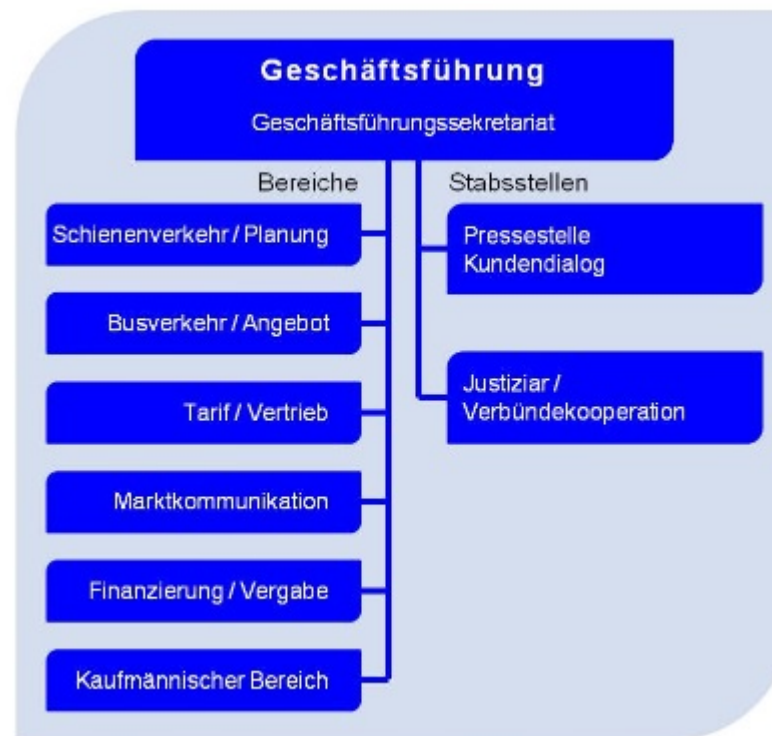 Geschäftsführung
Geschäftsführungssekretariat
Bereiche
Schienenverkehr / Planung
Busverkehr / Angebot
Tarif / Vertrieb
Marktkommunikation
Finanzierung / Vergabe
Kaufmännischer Bereich
Stabsstellen
Pressestelle
Kundendialog
Justiziar /
Verbündekooperation